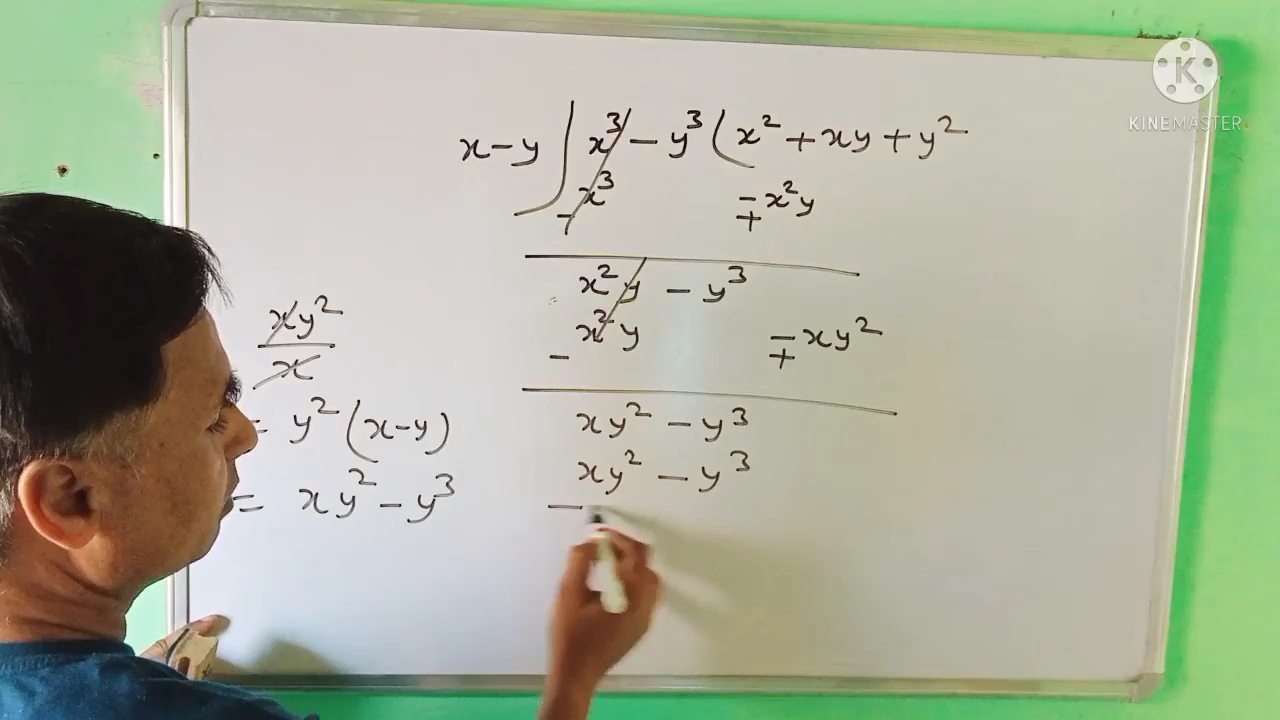 x-y) x³ - y³ (x² + xy + y²
- x³ ∓ x²y
x²y - y³
- x²y ∓ xy²
xy² - y³
xy² - y³
-
xy²
x
= y² (x-y)
= xy² - y³
K
KINEMASTER